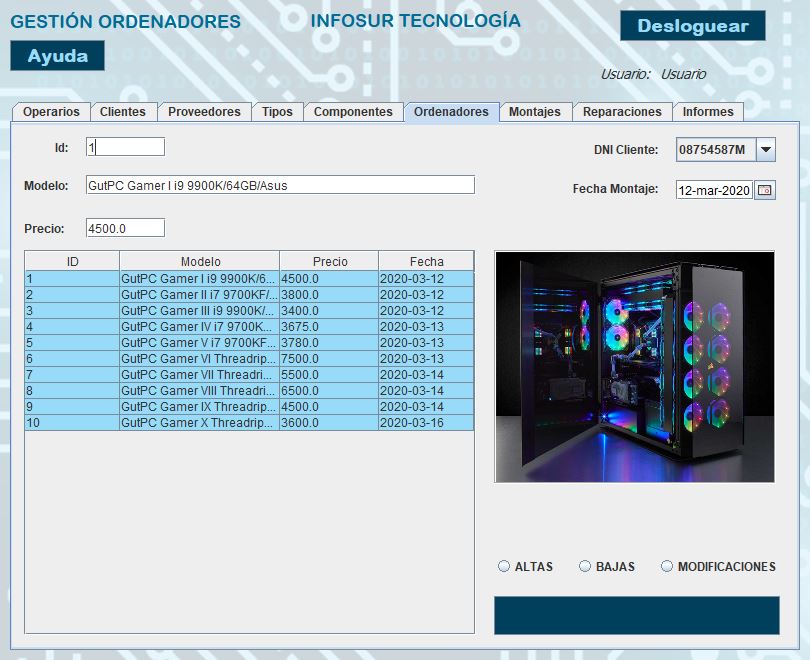 GESTIÓN ORDENADORES
INFOSUR TECNOLOGÍA
Desloguear
Ayuda
Usuario: Usuario
Operarios Clientes Proveedores Tipos Componentes Ordenadores Montajes Reparaciones Informes
Id: 1
DNI Cliente: 08754587M
Modelo: GutPC Gamer I i9 9900K/64GB/Asus
Fecha Montaje: 12-mar-2020
Precio: 4500.0
ID Modelo Precio Fecha
1 GutPC Gamer I i9 9900K/6... 4500.0 2020-03-12
2 GutPC Gamer II i7 9700KF/... 3800.0 2020-03-12
3 GutPC Gamer III i9 9900K/... 3400.0 2020-03-12
4 GutPC Gamer IV i7 9700K... 3675.0 2020-03-13
5 GutPC Gamer V i7 9700KF... 3780.0 2020-03-13
6 GutPC Gamer VI Threadrip... 7500.0 2020-03-13
7 GutPC Gamer VII Threadri... 5500.0 2020-03-14
8 GutPC Gamer VIII Threadri... 6500.0 2020-03-14
9 GutPC Gamer IX Threadrip... 4500.0 2020-03-14
10 GutPC Gamer X Threadrip... 3600.0 2020-03-16
ALTAS BAJAS MODIFICACIONES